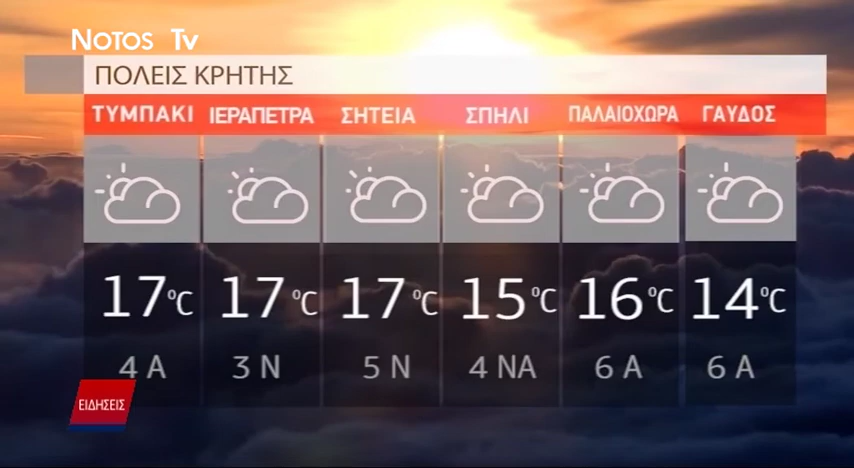 NOTOS TV
ΠΟΛΕΙΣ ΚΡΗΤΗΣ
ΤΥΜΠΑΚΙ ΙΕΡΑΠΕΤΡΑ ΣΗΤΕΙΑ ΣΠΗΛΙ ΠΑΛΑΙΟΧΩΡΑ ΓΑΥΔΟΣ
17°C 17°C 17°C 15°C 16°C 14°C
4 Α 3 Ν 5 Ν 4 ΝΑ 6 Α 6 Α
ΕΙΔΗΣΕΙΣ